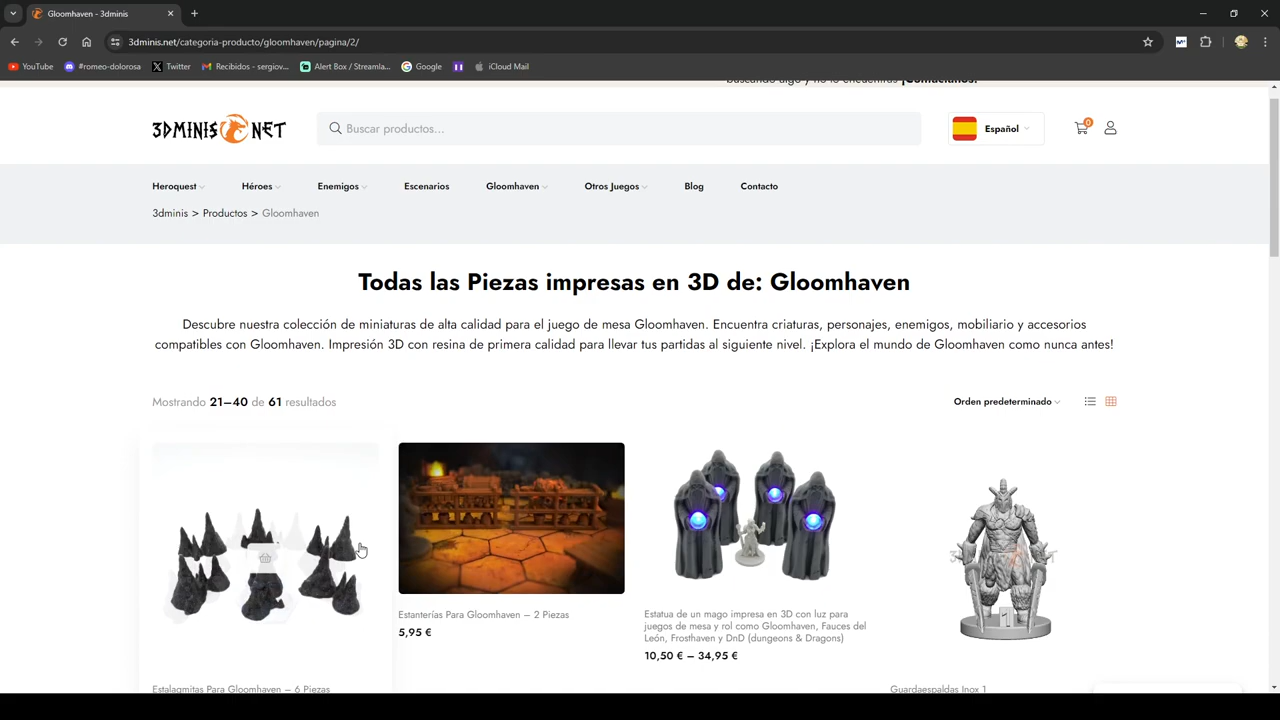 Gloomhaven - 3dminis
3dminis.net/categoria-producto/gloomhaven/pagina/2/
YouTube
#romeo-dolorosa
Twitter
Recibidos - sergiov...
Alert Box / Streamla...
Google
iCloud Mail
buscando algo y no lo encuentras ¡Contáctanos!
3DMINIS NET
Buscar productos...
Español
0
Heroquest
Héroes
Enemigos
Escenarios
Gloomhaven
Otros Juegos
Blog
Contacto
3dminis > Productos > Gloomhaven
Todas las Piezas impresas en 3D de: Gloomhaven
Descubre nuestra colección de miniaturas de alta calidad para el juego de mesa Gloomhaven. Encuentra criaturas, personajes, enemigos, mobiliario y accesorios
compatibles con Gloomhaven. Impresión 3D con resina de primera calidad para llevar tus partidas al siguiente nivel. ¡Explora el mundo de Gloomhaven como nunca antes!
Mostrando 21–40 de 61 resultados
Orden predeterminado
1
Estanterías Para Gloomhaven – 2 Piezas
5,95 €
Estatua de un mago impresa en 3D con luz para
juegos de mesa y rol como Gloomhaven, Fauces del
León, Frosthaven y DnD (dungeons & Dragons)
10,50 € – 34,95 €
Estalagmitas Para Gloomhaven – 6 Piezas
Guardaespaldas Inox 1